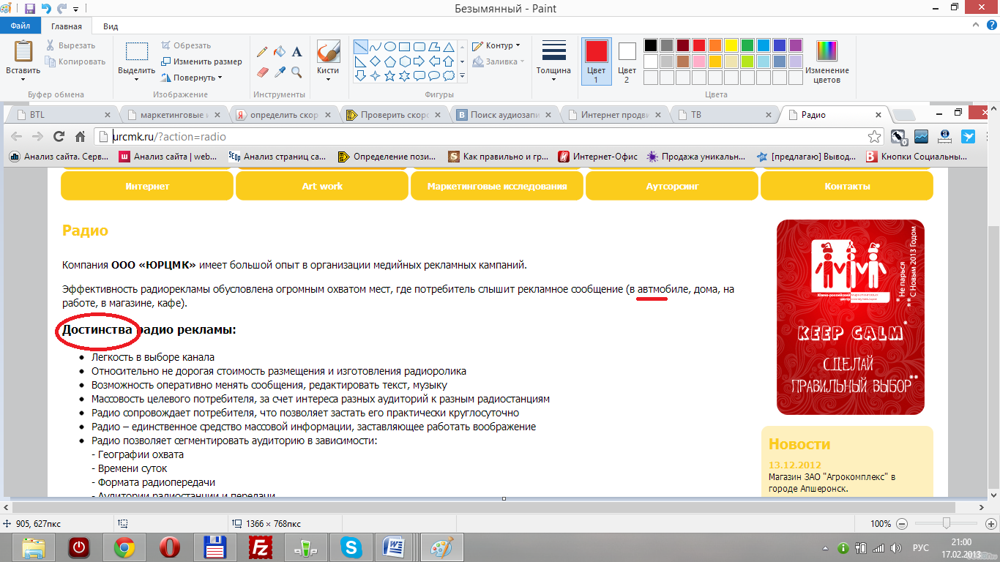 Безымянный - Paint
Файл Главная Вид
Вставить Вырезать Копировать Буфер обмена
Выделить Обрезать Изменить размер Повернуть Изображение
Инструменты
Кисти
Контур Заливка Фигуры
Толщина
Цвет 1 Цвет 2 Изменение цветов Цвета
BTL маркетинговые и определить скор Проверить скоро Поиск аудиозапи Интернет продви ТВ Радио
urcmk.ru/?action=radio
Анализ сайта. Серв... Анализ сайта | web... Анализ страниц са... Определение пози... Как правильно и гр... Интернет-Офис Продажа уникальн... [предлагаю] Вывод... Кнопки Социальны...
Интернет Art work Маркетинговые исследования Аутсорсинг Контакты
Радио
Компания ООО «ЮРЦМК» имеет большой опыт в организации медийных рекламных кампаний.
Эффективность радиорекламы обусловлена огромным охватом мест, где потребитель слышит рекламное сообщение (в автмобиле, дома, на
работе, в магазине, кафе).
Достинства радио рекламы:
Легкость в выборе канала
Относительно не дорогая стоимость размещения и изготовления радиоролика
Возможность оперативно менять сообщения, редактировать текст, музыку
Массовость целевого потребителя, за счет интереса разных аудиторий к разным радиостанциям
Радио сопровождает потребителя, что позволяет застать его практически круглосуточно
Радио – единственное средство массовой информации, заставляющее работать воображение
Радио позволяет сегментировать аудиторию в зависимости:
- Географии охвата
- Времени суток
- Формата радиопередачи
- Аудитории радиостанции и передачи
Южно-российский центр маркетинговых коммуникации
* Не парься
** С Новым 2013 Годом
KEEP CALM*
СДЕЛАЙ
ПРАВИЛЬНЫЙ ВЫБОР**
Новости
13.12.2012
Магазин ЗАО "Агрокомплекс" в
городе Апшеронск.
905, 627пкс 1366 × 768пкс 100%
РУС 21:00
17.02.2013